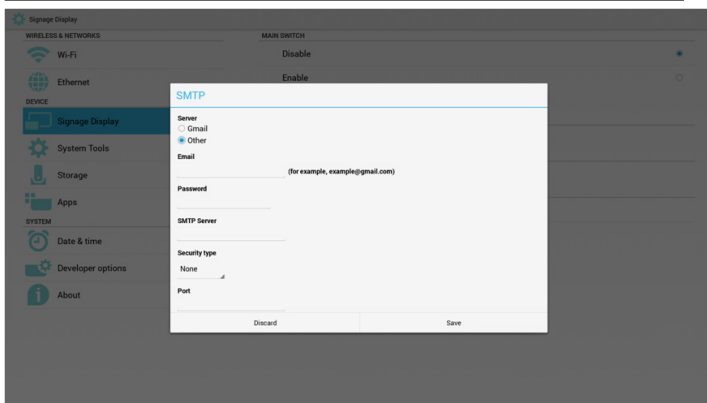 Signage Display
WIRELESS & NETWORKS
MAIN SWITCH
Wi-Fi
Disable
Ethernet
Enable
DEVICE
SMTP
Signage Display
Server
Gmail
Other
System Tools
Email
(for example, example@gmail.com)
Storage
Password
Apps
SYSTEM
SMTP Server
Date & time
Security type
Developer options
None
About
Port
Discard
Save